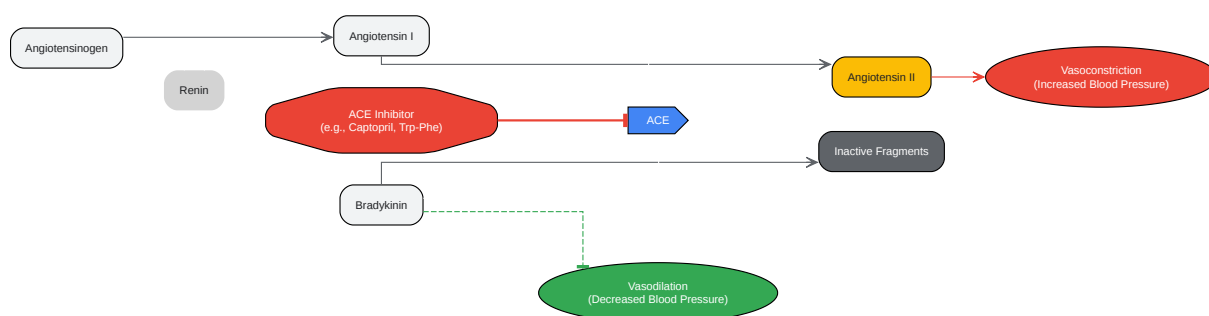 Angiotensinogen
Angiotensin I
Renin
Angiotensin II
Vasoconstriction
(Increased Blood Pressure)
ACE Inhibitor
(e.g., Captopril, Trp-Phe)
ACE
Inactive Fragments
Bradykinin
Vasodilation
(Decreased Blood Pressure)